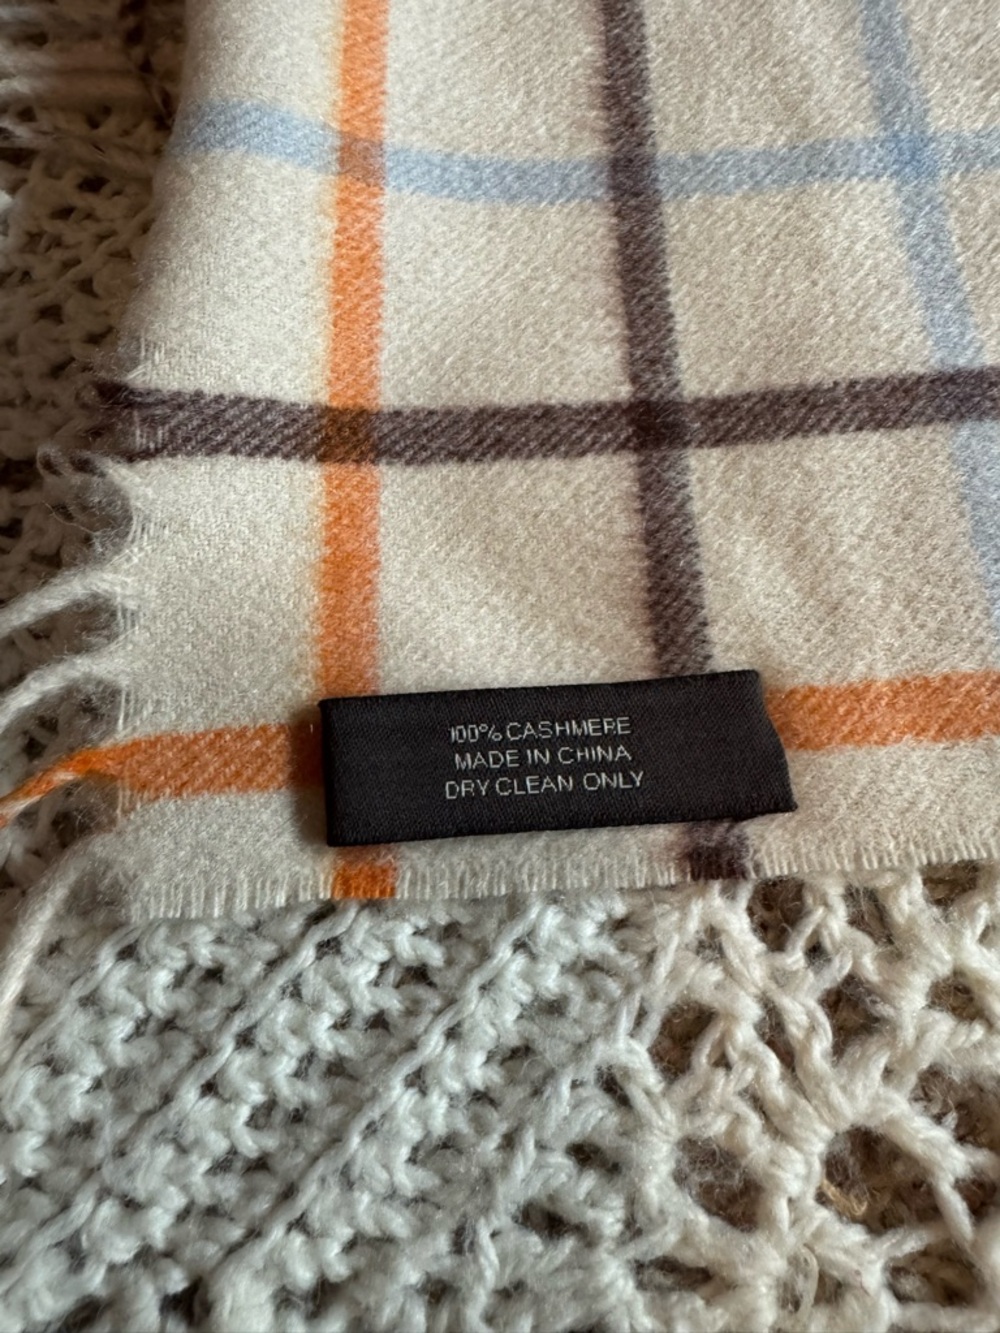 100% CASHMERE
MADE IN CHINA
DRY CLEAN ONLY